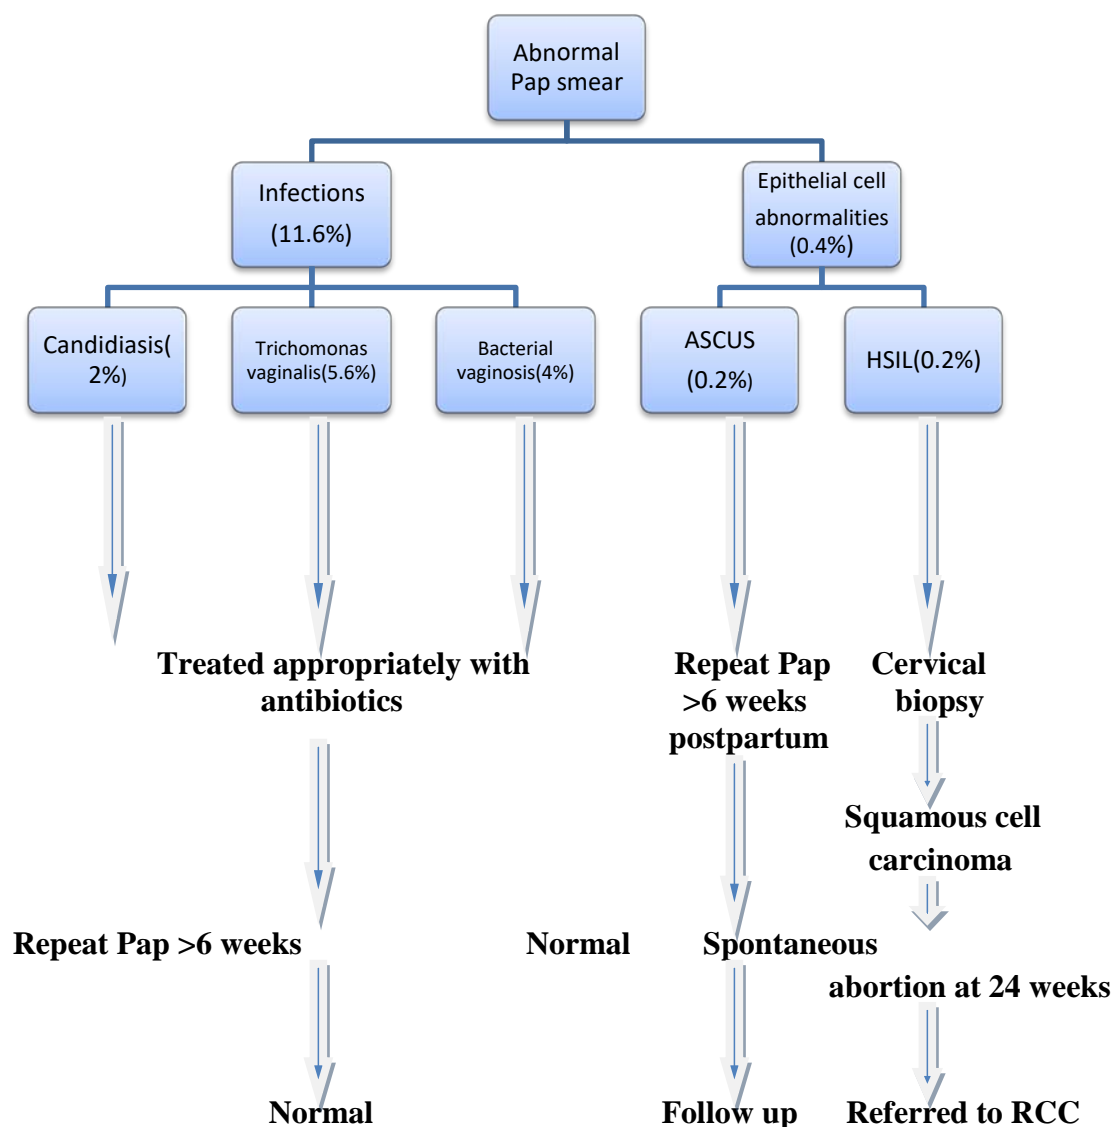 Abnormal
Pap smear
Infections
(11.6%)
Epithelial cell
abnormalities
(0.4%)
Candidiasis(
2%)
Trichomonas
vaginalis(5.6%)
Bacterial
vaginosis(4%)
ASCUS
(0.2%)
HSIL(0.2%)
Treated appropriately with
antibiotics
Repeat Pap
>6 weeks
postpartum
Cervical
biopsy
Squamous cell
carcinoma
Repeat Pap >6 weeks
Normal
Spontaneous
abortion at 24 weeks
Normal
Follow up
Referred to RCC